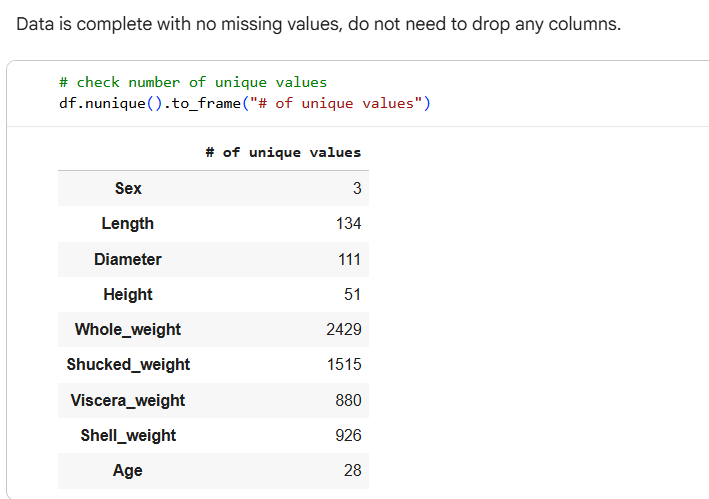 Data is complete with no missing values, do not need to drop any columns.
# check number of unique values
df.nunique().to_frame("# of unique values")
# of unique values
Sex 3
Length 134
Diameter 111
Height 51
Whole_weight 2429
Shucked_weight 1515
Viscera_weight 880
Shell_weight 926
Age 28